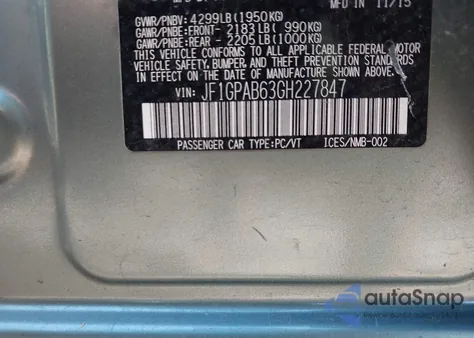 11/15
GVWR/PNBV: 4299LB(1950KG)
GAWR/PNBE:FRONT- 2183LB( 990KG)
GAWR/PNBE:REAR - 2205LB(1000KG)
THIS VEHICLE CONFORMS TO ALL APPLICABLE FEDERAL MOTOR
VEHICLE SAFETY, BUMPER, AND THEFT PREVENTION STANDARDS
IN EFFECT ON THE DATE OF MANUFACTURE SHOWN ABOVE.
VIN: JF1GPAB63GH227847
PASSENGER CAR TYPE:PC/VT ICES/NMB-002
autoSnap